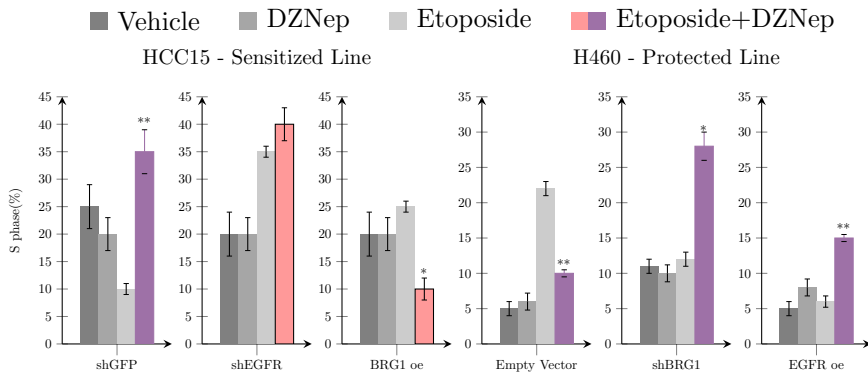 Vehicle DZNep Etoposide Etoposide+DZNep
HCC15 - Sensitized Line H460 - Protected Line
S phase(%)
0 5 10 15 20 25 30 35 40 45
**
shGFP
0 5 10 15 20 25 30 35 40 45
shEGFR
0 5 10 15 20 25 30 35 40 45
*
BRG1 oe
0 5 10 15 20 25 30 35
**
Empty Vector
0 5 10 15 20 25 30 35
*
shBRG1
0 5 10 15 20 25 30 35
**
EGFR oe